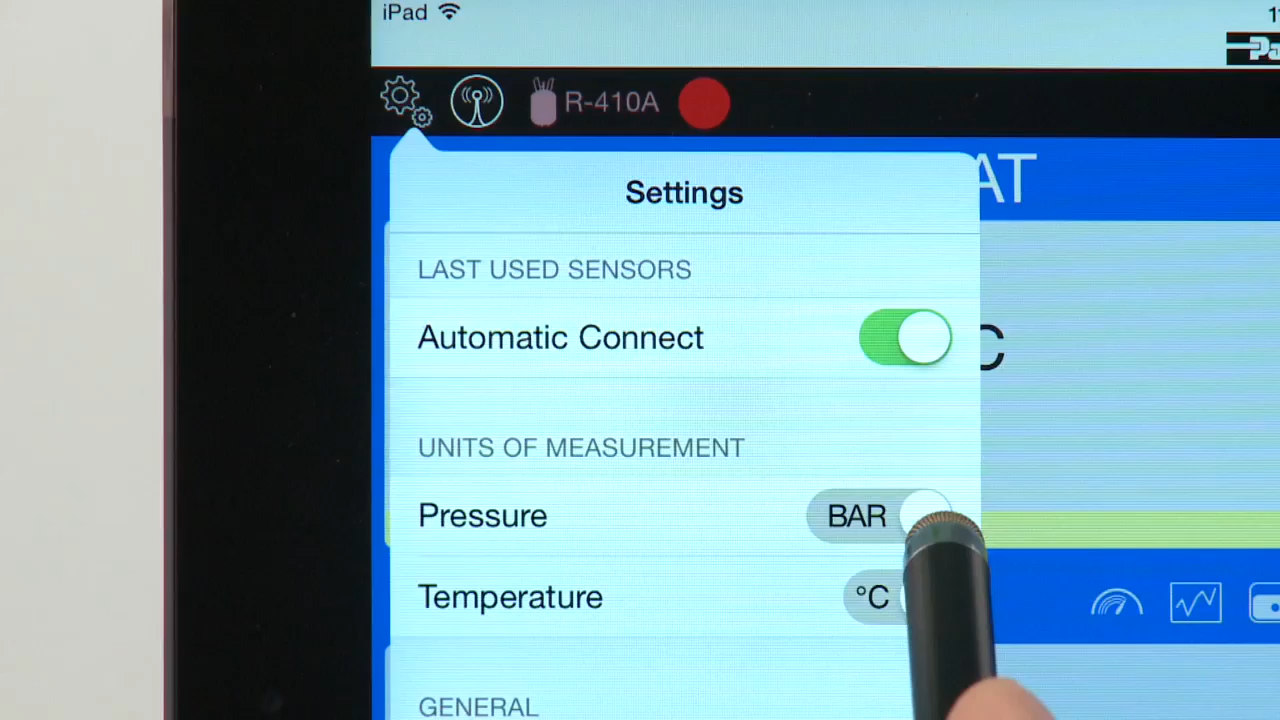 iPad
R-410A
Settings
LAST USED SENSORS
Automatic Connect
UNITS OF MEASUREMENT
Pressure
BAR
Temperature
°C
GENERAL